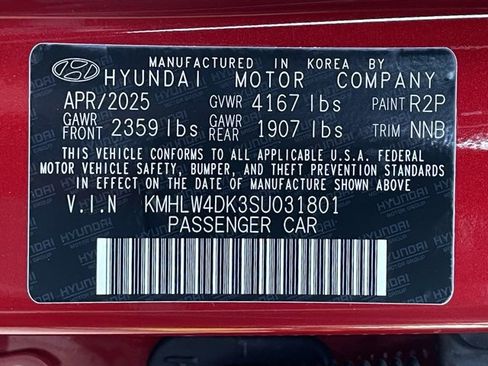 MANUFACTURED IN KOREA BY
HYUNDAI MOTOR COMPANY
APR/2025 GVWR 4167 lbs PAINT R2P
GAWR FRONT 2359 lbs GAWR REAR 1907 lbs TRIM NNB
THIS VEHICLE CONFORMS TO ALL APPLICABLE U.S.A. FEDERAL
MOTOR VEHICLE SAFETY, BUMPER, AND THEFT PREVENTION STANDARDS
IN EFFECT ON THE DATE OF MANUFACTURE SHOWN ABOVE
V.I.N KMHLW4DK3SU031801
PASSENGER CAR